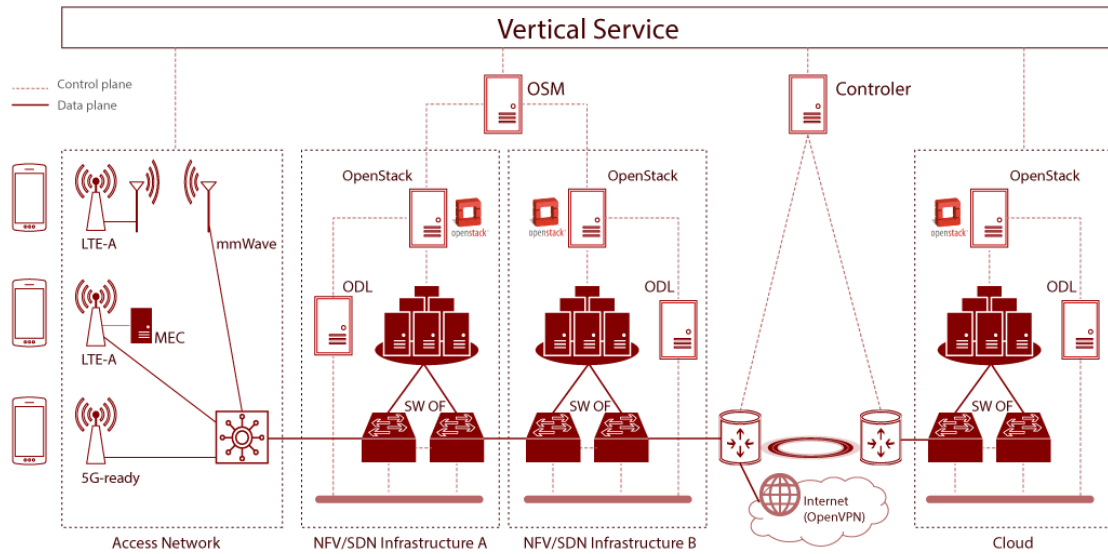 Vertical Service
Control plane
Data plane
OSM
Controler
OpenStack
OpenStack
OpenStack
openstack
openstack
openstack
LTE-A
mmWave
ODL
ODL
ODL
MEC
LTE-A
SW OF
SW OF
SW OF
5G-ready
Internet
(OpenVPN)
Access Network
NFV/SDN Infrastructure A
NFV/SDN Infrastructure B
Cloud